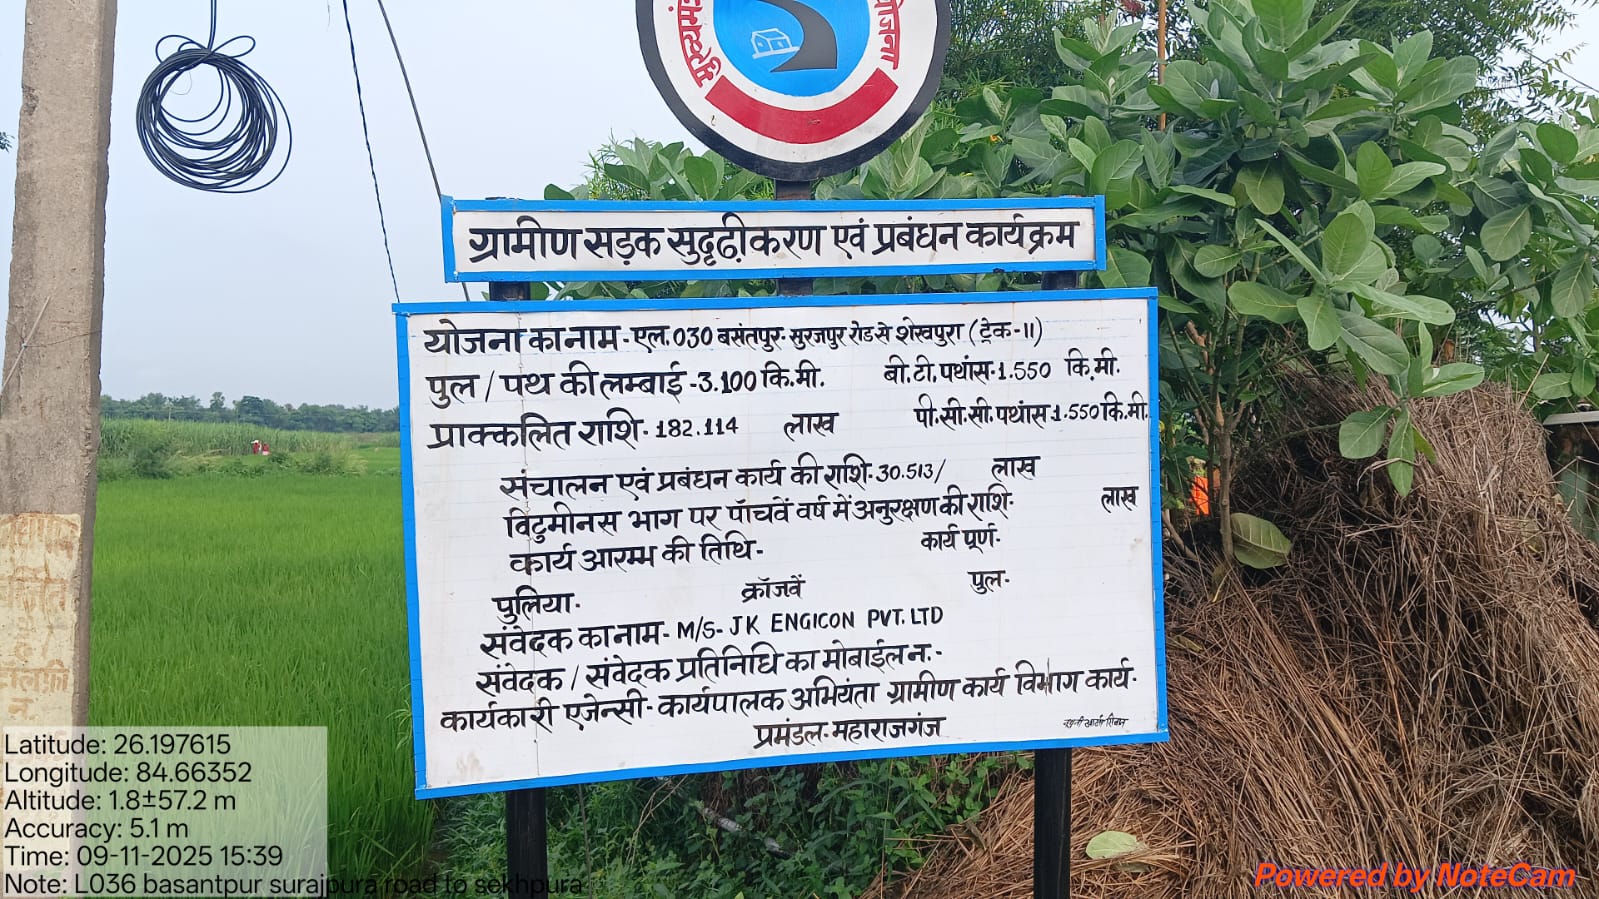 ग्रामीण सड़क सुदृढ़ीकरण एवं प्रबंधन कार्यक्रम
योजना का नाम - एल. 030 बसंतपुर- सुरजपुर रोड से शेखपुरा (ट्रेक-II)
पुल / पथ की लम्बाई - 3.100 कि.मी. बी.टी. पथांस - 1.550 कि.मी.
प्राक्कलित राशि - 182.114 लाख पी.सी.सी. पथांस 1.550 कि.मी.
संचालन एवं प्रबंधन कार्य की राशि - 30.513/ लाख
विटुमीनस भाग पर पाँचवें वर्ष में अनुरक्षण की राशि- लाख
कार्य आरम्भ की तिथि - कार्य पूर्ण-
पुलिया- क्रॉजवें पुल-
संवेदक का नाम - M/S- JK ENGICON PVT. LTD
संवेदक / संवेदक प्रतिनिधि का मोबाईल न.-
कार्यकारी एजेन्सी - कार्यपालक अभियंता ग्रामीण कार्य विभाग कार्य-
प्रमंडल- महाराजगंज
Latitude: 26.197615
Longitude: 84.66352
Altitude: 1.8±57.2 m
Accuracy: 5.1 m
Time: 09-11-2025 15:39
Note: L036 basantpur surajpura road to sekhpura
Powered by NoteCam